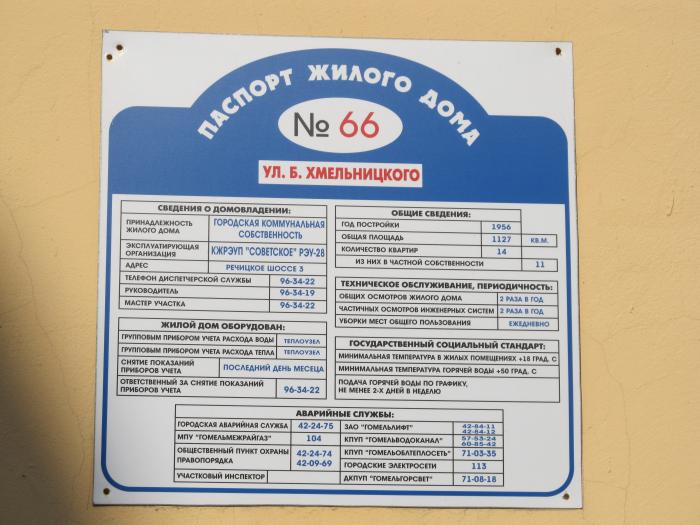 ПАСПОРТ ЖИЛОГО ДОМА
№ 66
УЛ. Б. ХМЕЛЬНИЦКОГО
СВЕДЕНИЯ О ДОМОВЛАДЕНИИ:
ПРИНАДЛЕЖНОСТЬ ЖИЛОГО ДОМА ГОРОДСКАЯ КОММУНАЛЬНАЯ СОБСТВЕННОСТЬ
ЭКСПЛУАТИРУЮЩАЯ ОРГАНИЗАЦИЯ КЖРЭУП "СОВЕТСКОЕ" РЭУ-28
АДРЕС РЕЧИЦКОЕ ШОССЕ 3
ТЕЛЕФОН ДИСПЕТЧЕРСКОЙ СЛУЖБЫ 96-34-22
РУКОВОДИТЕЛЬ 96-34-19
МАСТЕР УЧАСТКА 96-34-22
ЖИЛОЙ ДОМ ОБОРУДОВАН:
ГРУППОВЫМ ПРИБОРОМ УЧЕТА РАСХОДА ВОДЫ ТЕПЛОУЗЕЛ
ГРУППОВЫМ ПРИБОРОМ УЧЕТА РАСХОДА ТЕПЛА ТЕПЛОУЗЕЛ
СНЯТИЕ ПОКАЗАНИЙ ПРИБОРОВ УЧЕТА ПОСЛЕДНИЙ ДЕНЬ МЕСЕЦА
ОТВЕТСТВЕННЫЙ ЗА СНЯТИЕ ПОКАЗАНИЙ ПРИБОРОВ УЧЕТА 96-34-22
ОБЩИЕ СВЕДЕНИЯ:
ГОД ПОСТРОЙКИ 1956
ОБЩАЯ ПЛОЩАДЬ 1127 КВ.М.
КОЛИЧЕСТВО КВАРТИР 14
ИЗ НИХ В ЧАСТНОЙ СОБСТВЕННОСТИ 11
ТЕХНИЧЕСКОЕ ОБСЛУЖИВАНИЕ, ПЕРИОДИЧНОСТЬ:
ОБЩИХ ОСМОТРОВ ЖИЛОГО ДОМА 2 РАЗА В ГОД
ЧАСТИЧНЫХ ОСМОТРОВ ИНЖЕНЕРНЫХ СИСТЕМ 2 РАЗА В ГОД
УБОРКИ МЕСТ ОБЩЕГО ПОЛЬЗОВАНИЯ ЕЖЕДНЕВНО
ГОСУДАРСТВЕННЫЙ СОЦИАЛЬНЫЙ СТАНДАРТ:
МИНИМАЛЬНАЯ ТЕМПЕРАТУРА В ЖИЛЫХ ПОМЕЩЕНИЯХ +18 ГРАД. С
МИНИМАЛЬНАЯ ТЕМПЕРАТУРА ГОРЯЧЕЙ ВОДЫ +50 ГРАД. С
ПОДАЧА ГОРЯЧЕЙ ВОДЫ ПО ГРАФИКУ,
НЕ МЕНЕЕ 2-Х ДНЕЙ В НЕДЕЛЮ
АВАРИЙНЫЕ СЛУЖБЫ:
ГОРОДСКАЯ АВАРИЙНАЯ СЛУЖБА 42-24-75
МПУ "ГОМЕЛЬМЕЖРАЙГАЗ" 104
ОБЩЕСТВЕННЫЙ ПУНКТ ОХРАНЫ ПРАВОПОРЯДКА 42-24-74
42-09-69
УЧАСТКОВЫЙ ИНСПЕКТОР
ЗАО "ГОМЕЛЬЛИФТ" 42-84-11
42-84-12
КПУП "ГОМЕЛЬВОДОКАНАЛ" 57-53-24
60-85-42
КПУП "ГОМЕЛЬОБЛТЕПЛОСЕТЬ" 71-03-35
ГОРОДСКИЕ ЭЛЕКТРОСЕТИ 113
ДКПУП "ГОМЕЛЬГОРСВЕТ" 71-08-18